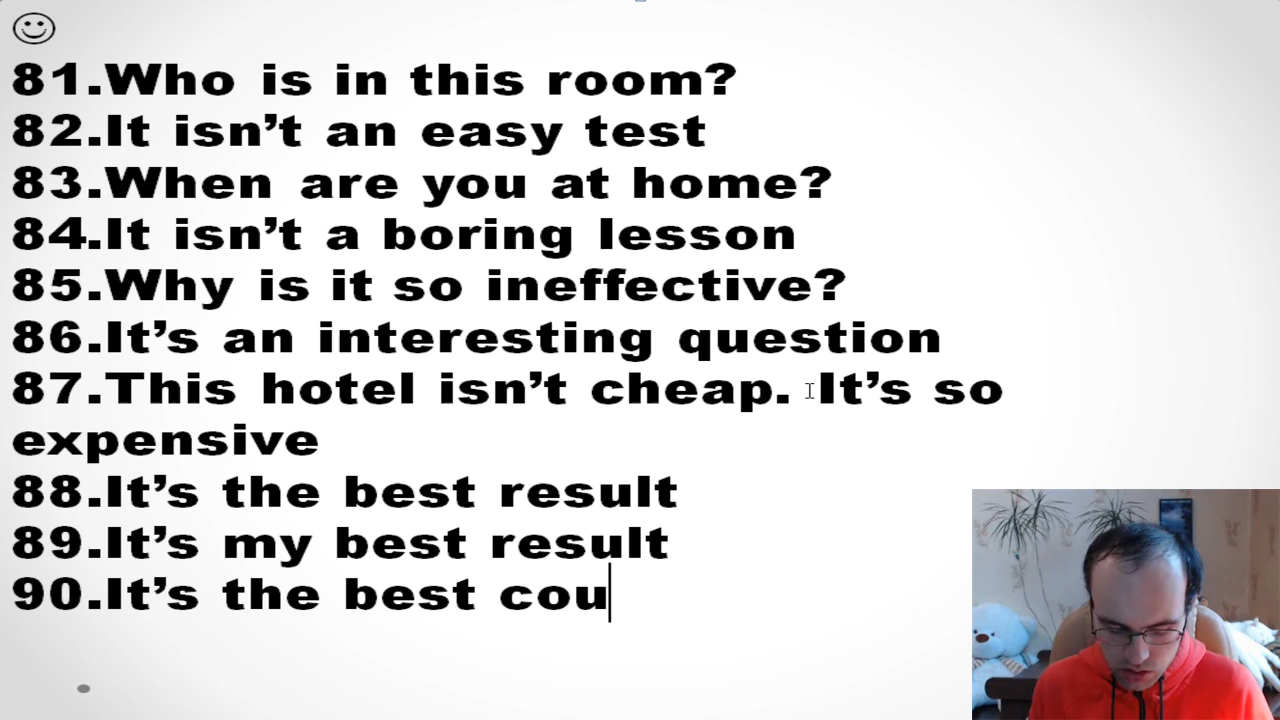 81.Who is in this room?
82.It isn’t an easy test
83.When are you at home?
84.It isn’t a boring lesson
85.Why is it so ineffective?
86.It’s an interesting question
87.This hotel isn’t cheap. It’s so
expensive
88.It’s the best result
89.It’s my best result
90.It’s the best cou